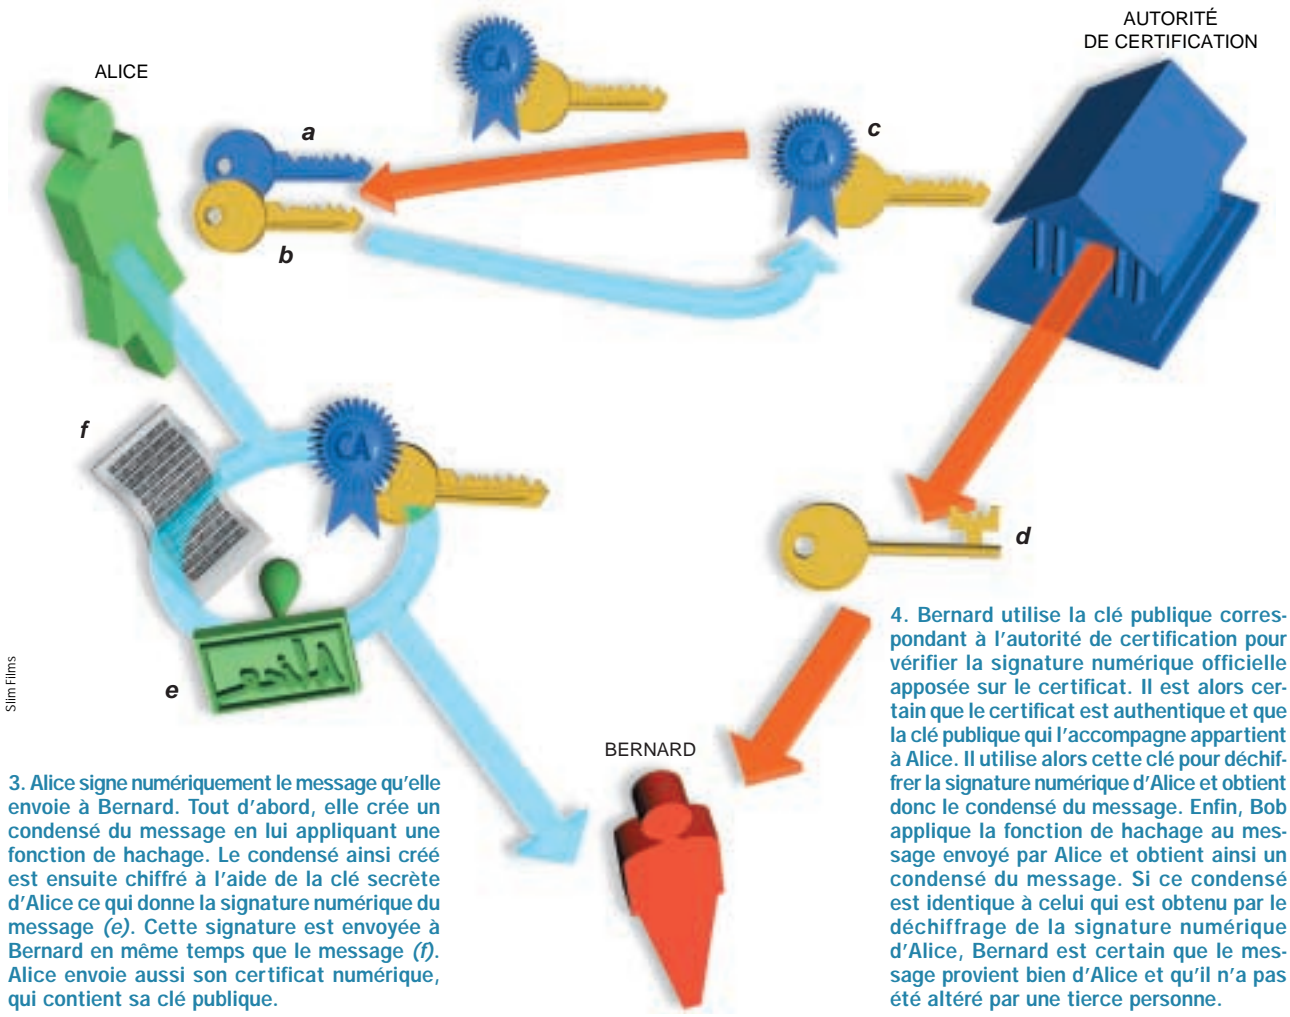 AUTORITÉ
DE CERTIFICATION
ALICE
CA
a
c
CA
b
f
CA
d
e
Alice
Slim Films
BERNARD
3. Alice signe numériquement le message qu'elle
envoie à Bernard. Tout d'abord, elle crée un
condensé du message en lui appliquant une
fonction de hachage. Le condensé ainsi créé
est ensuite chiffré à l'aide de la clé secrète
d'Alice ce qui donne la signature numérique du
message (e). Cette signature est envoyée à
Bernard en même temps que le message (f).
Alice envoie aussi son certificat numérique,
qui contient sa clé publique.
4. Bernard utilise la clé publique corres-
pondant à l'autorité de certification pour
vérifier la signature numérique officielle
apposée sur le certificat. Il est alors cer-
tain que le certificat est authentique et que
la clé publique qui l'accompagne appartient
à Alice. Il utilise alors cette clé pour déchif-
frer la signature numérique d'Alice et obtient
donc le condensé du message. Enfin, Bob
applique la fonction de hachage au mes-
sage envoyé par Alice et obtient ainsi un
condensé du message. Si ce condensé
est identique à celui qui est obtenu par le
déchiffrage de la signature numérique
d'Alice, Bernard est certain que le mes-
sage provient bien d'Alice et qu'il n'a pas
été altéré par une tierce personne.